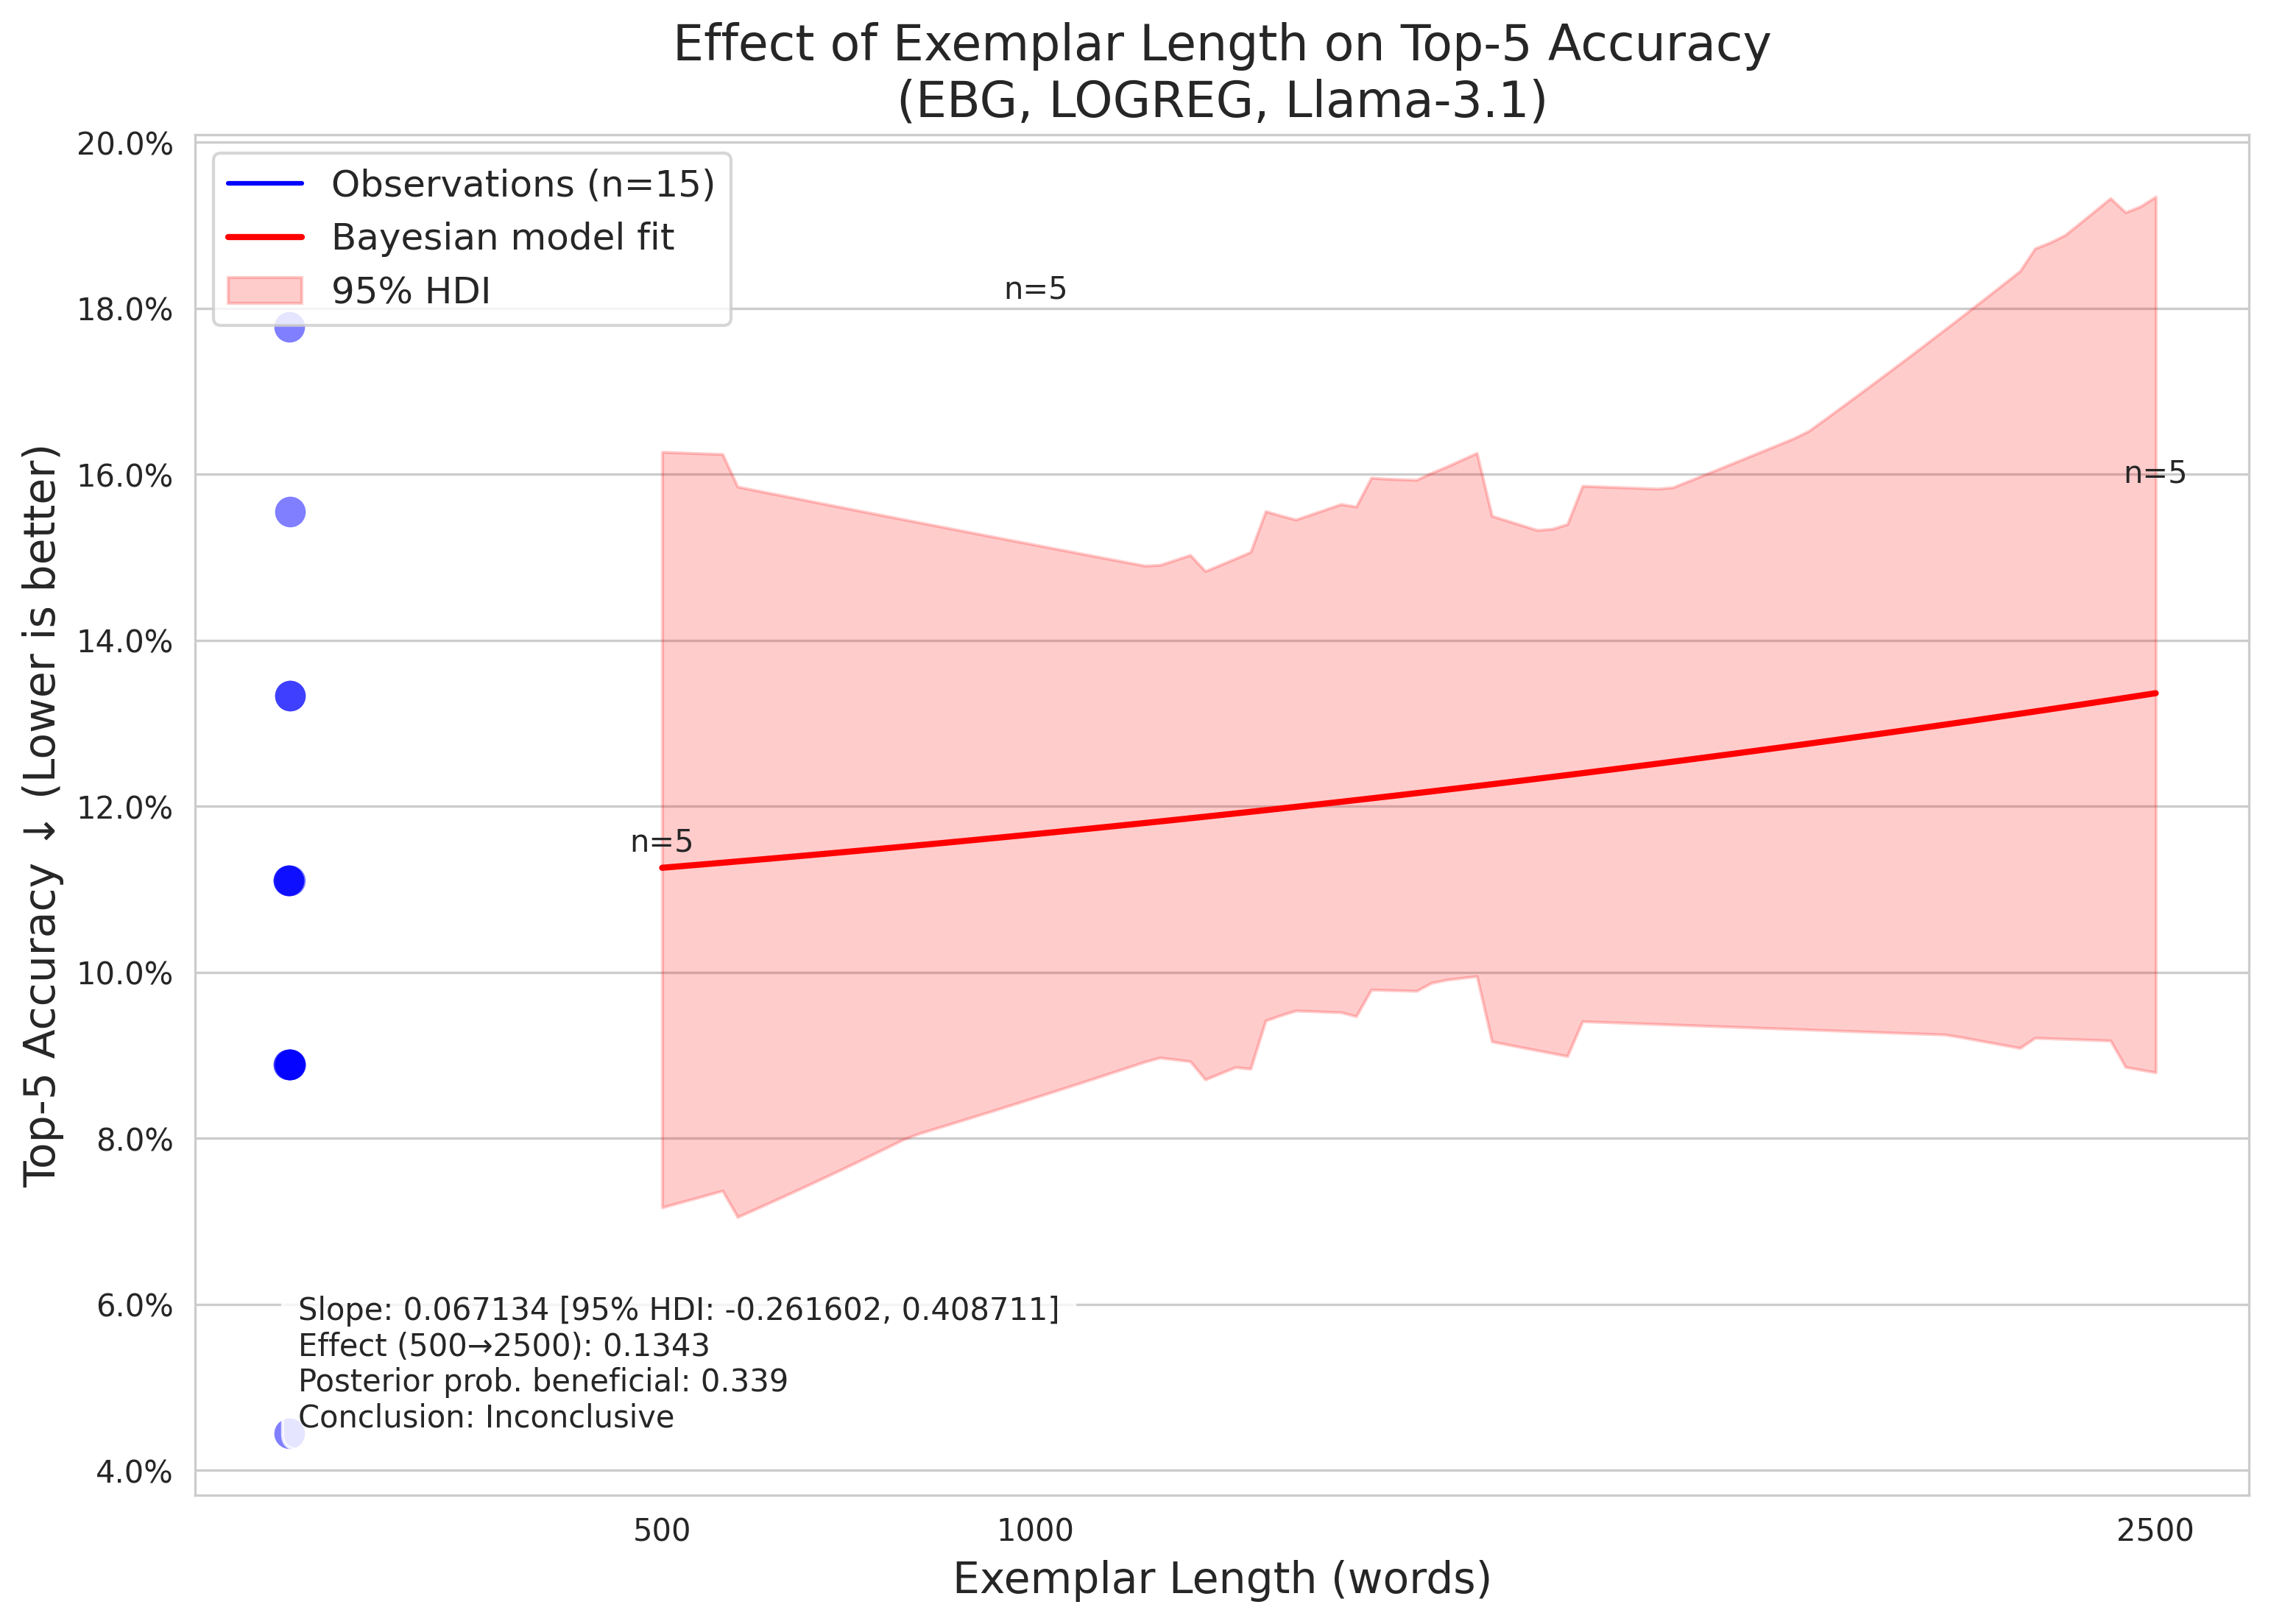 Effect of Exemplar Length on Top-5 Accuracy
(EBG, LOGREG, Llama-3.1)
20.0%
18.0%
16.0%
14.0%
12.0%
10.0%
8.0%
6.0%
4.0%
Top-5 Accuracy ↓ (Lower is better)
Observations (n=15)
Bayesian model fit
95% HDI
n=5
n=5
n=5
Slope: 0.067134 [95% HDI: -0.261602, 0.408711]
Effect (500→2500): 0.1343
Posterior prob. beneficial: 0.339
Conclusion: Inconclusive
500
1000
2500
Exemplar Length (words)